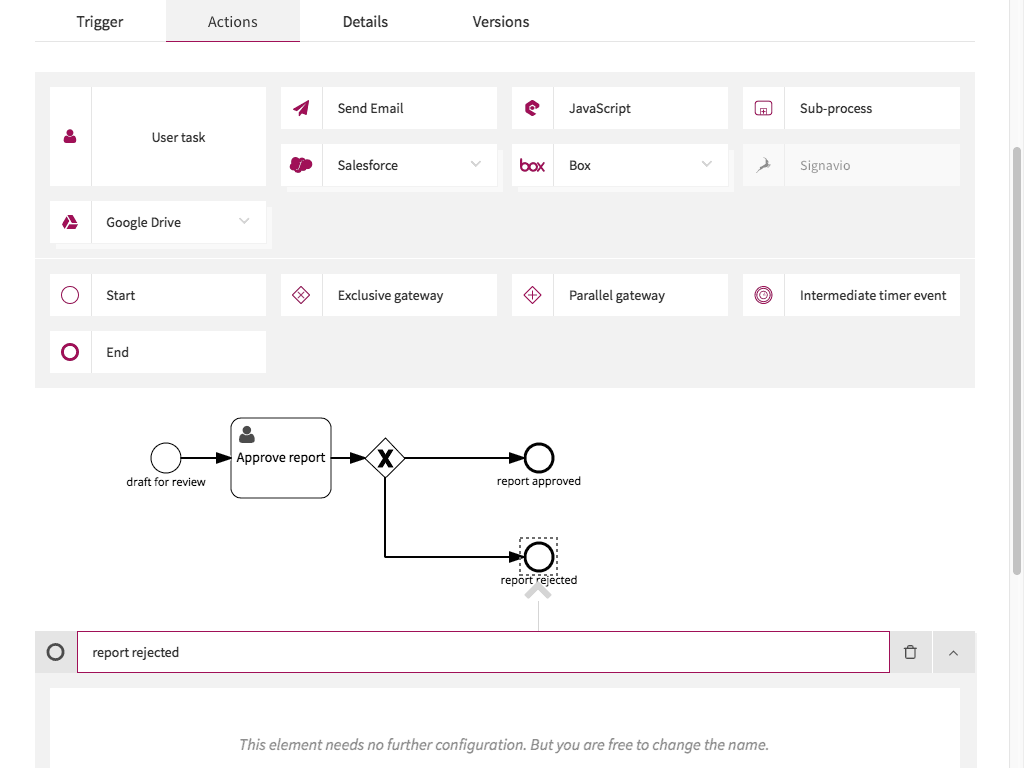 Trigger
Actions
Details
Versions
User task
Send Email
JavaScript
Sub-process
Salesforce
box
Box
Signavio
Google Drive
Start
Exclusive gateway
Parallel gateway
Intermediate timer event
End
draft for review
Approve report
X
report approved
report rejected
report rejected
This element needs no further configuration. But you are free to change the name.